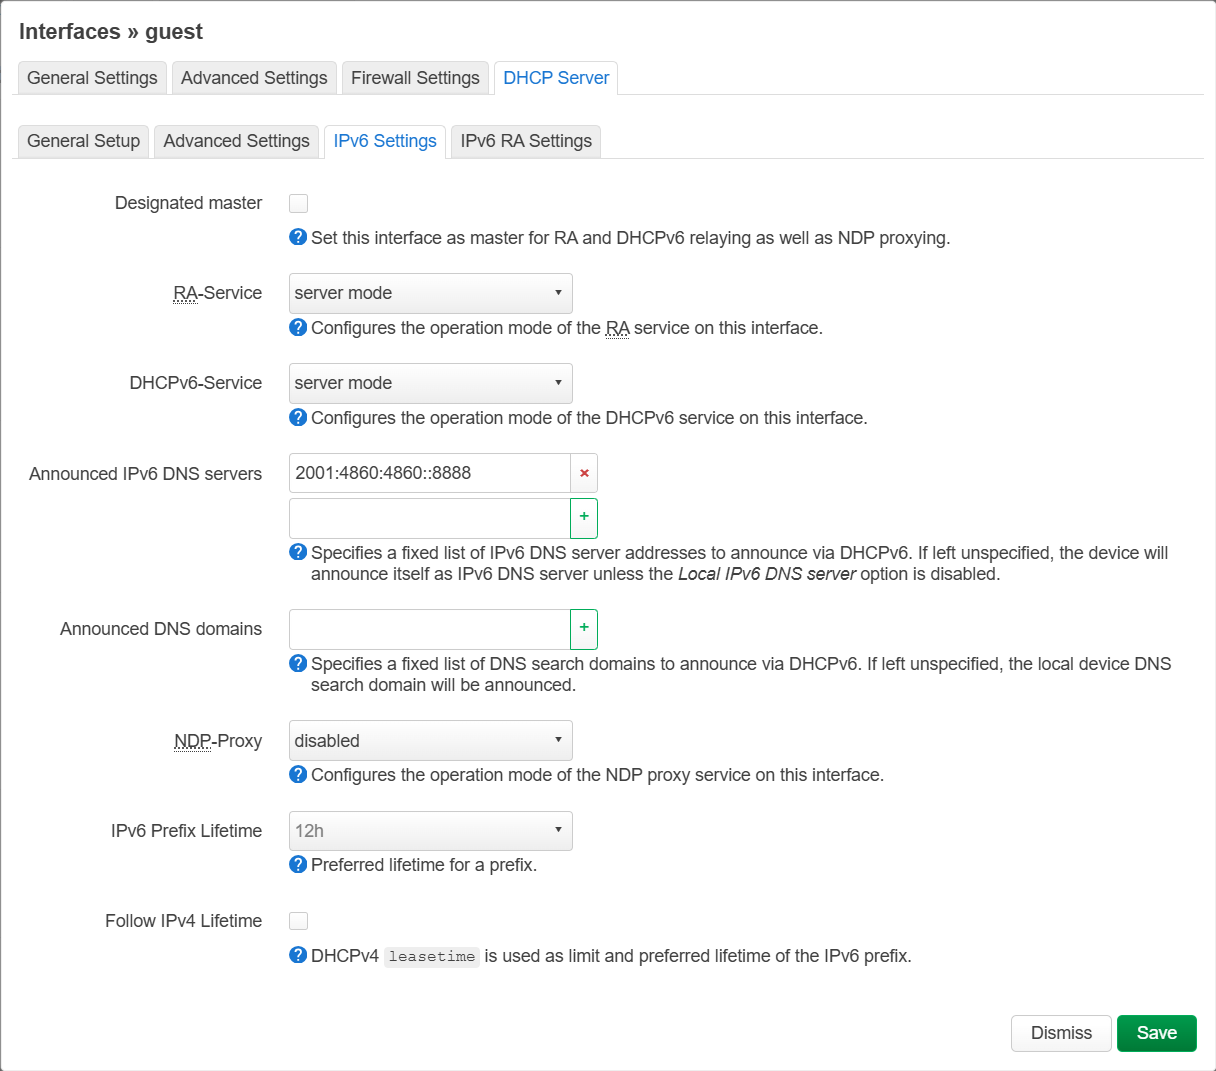 Interfaces » guest
General Settings Advanced Settings Firewall Settings DHCP Server
General Setup Advanced Settings IPv6 Settings IPv6 RA Settings
Designated master
? Set this interface as master for RA and DHCPv6 relaying as well as NDP proxying.
RA-Service server mode
? Configures the operation mode of the RA service on this interface.
DHCPv6-Service server mode
? Configures the operation mode of the DHCPv6 service on this interface.
Announced IPv6 DNS servers 2001:4860:4860::8888 ×
+
? Specifies a fixed list of IPv6 DNS server addresses to announce via DHCPv6. If left unspecified, the device will
announce itself as IPv6 DNS server unless the Local IPv6 DNS server option is disabled.
Announced DNS domains +
? Specifies a fixed list of DNS search domains to announce via DHCPv6. If left unspecified, the local device DNS
search domain will be announced.
NDP-Proxy disabled
? Configures the operation mode of the NDP proxy service on this interface.
IPv6 Prefix Lifetime 12h
? Preferred lifetime for a prefix.
Follow IPv4 Lifetime
? DHCPv4 leasetime is used as limit and preferred lifetime of the IPv6 prefix.
Dismiss Save